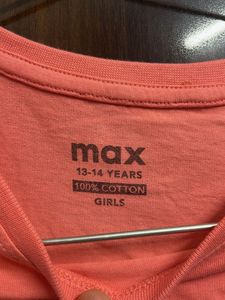 max
13-14 YEARS
100% COTTON
GIRLS